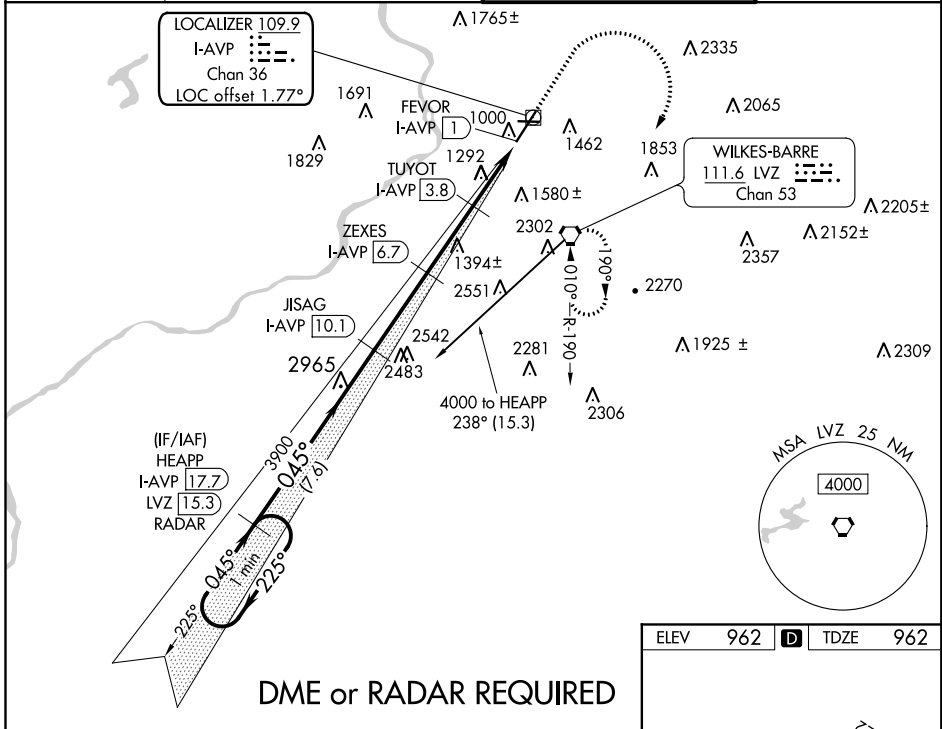 LOCALIZER 109.9
I-AVP
Chan 36
LOC offset 1.77°
1765±
2335
2065
1691
FEVOR
I-AVP 1
1000
1462
1829
1853
WILKES-BARRE
111.6 LVZ
Chan 53
1292
TUYOT
I-AVP 3.8
1580±
2205±
2152±
2357
2302
ZEXES
I-AVP 6.7
1394±
2551
190°
010°
R-190
2270
JISAG
I-AVP 10.1
2542
2483
2965
2281
1925 ±
2309
2306
4000 to HEAPP
238° (15.3)
3900
045°
(7.6)
(IF/IAF)
HEAPP
I-AVP 17.7
LVZ 15.3
RADAR
045°
1 min
225°
225°
MSA LVZ 25 NM
4000
DME or RADAR REQUIRED
ELEV 962 D TDZE 962